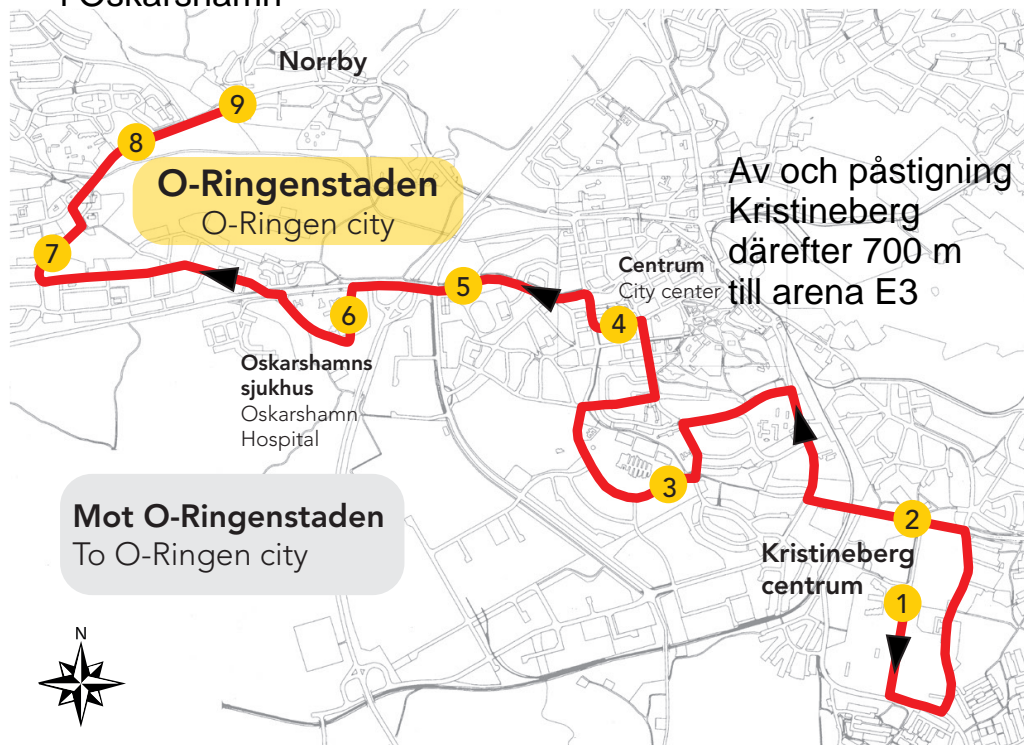 i Oskarshamn
Norrby
9
8
O-Ringenstaden
O-Ringen city
Av och påstigning
Kristineberg
därefter 700 m
till arena E3
7
Centrum
City center
5
6
4
Oskarshamns
sjukhus
Oskarshamn
Hospital
3
Mot O-Ringenstaden
To O-Ringen city
2
Kristineberg
centrum
1
N